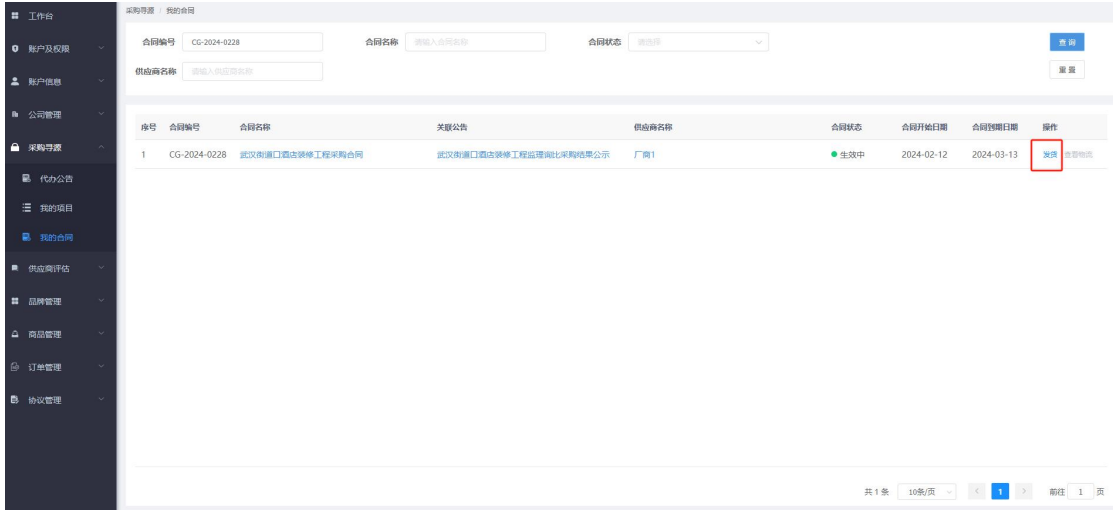 工作台
账户及权限
账户信息
公司管理
采购寻源
代办公告
我的项目
我的合同
供应商评估
品牌管理
商品管理
订单管理
协议管理
采购寻源 / 我的合同
合同编号 CG-2024-0228 合同名称 请输入合同名称 合同状态 请选择 查询
供应商名称 请输入供应商名称 重置
序号 合同编号 合同名称 关联公告 供应商名称 合同状态 合同开始日期 合同到期日期 操作
1 CG-2024-0228 武汉街道口酒店装修工程采购合同 武汉街道口酒店装修工程监理询比采购结果公示 厂商1 生效中 2024-02-12 2024-03-13 发货 查看物流
共 1 条 10条/页 < 1 > 前往 1 页